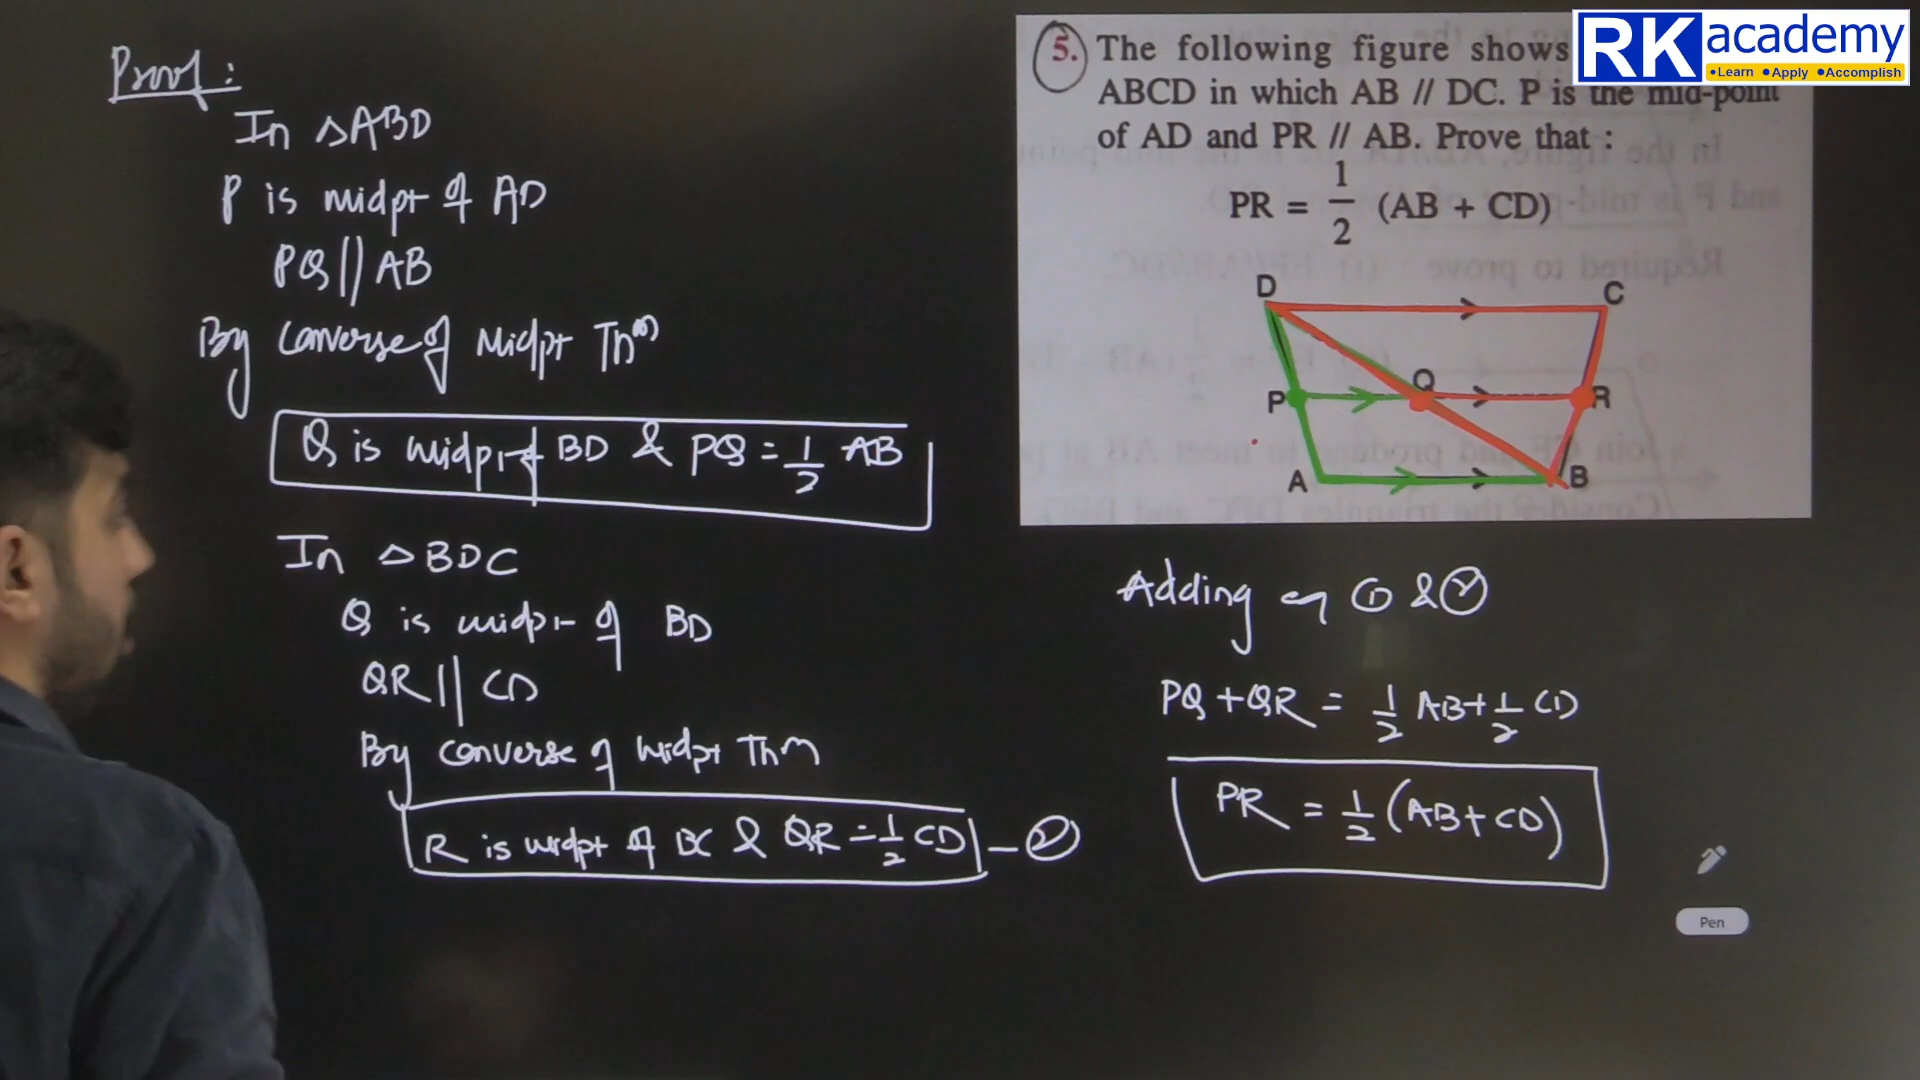 Proof :
In △ABD
P is midpt of AD
PQ || AB
By Converse of Midpt Thm
Q is midpt of BD & PQ = 1/2 AB
In △BDC
Q is midpt of BD
QR || CD
By converse of midpt Thm
R is midpt of BC & QR = 1/2 CD — ②
RK academy
•Learn •Apply •Accomplish
5. The following figure shows
ABCD in which AB // DC. P is the mid-point
of AD and PR // AB. Prove that :
PR = 1/2 (AB + CD)
D C
P Q R
A B
Adding eq ① & ②
PQ + QR = 1/2 AB + 1/2 CD
PR = 1/2 (AB + CD)
Pen